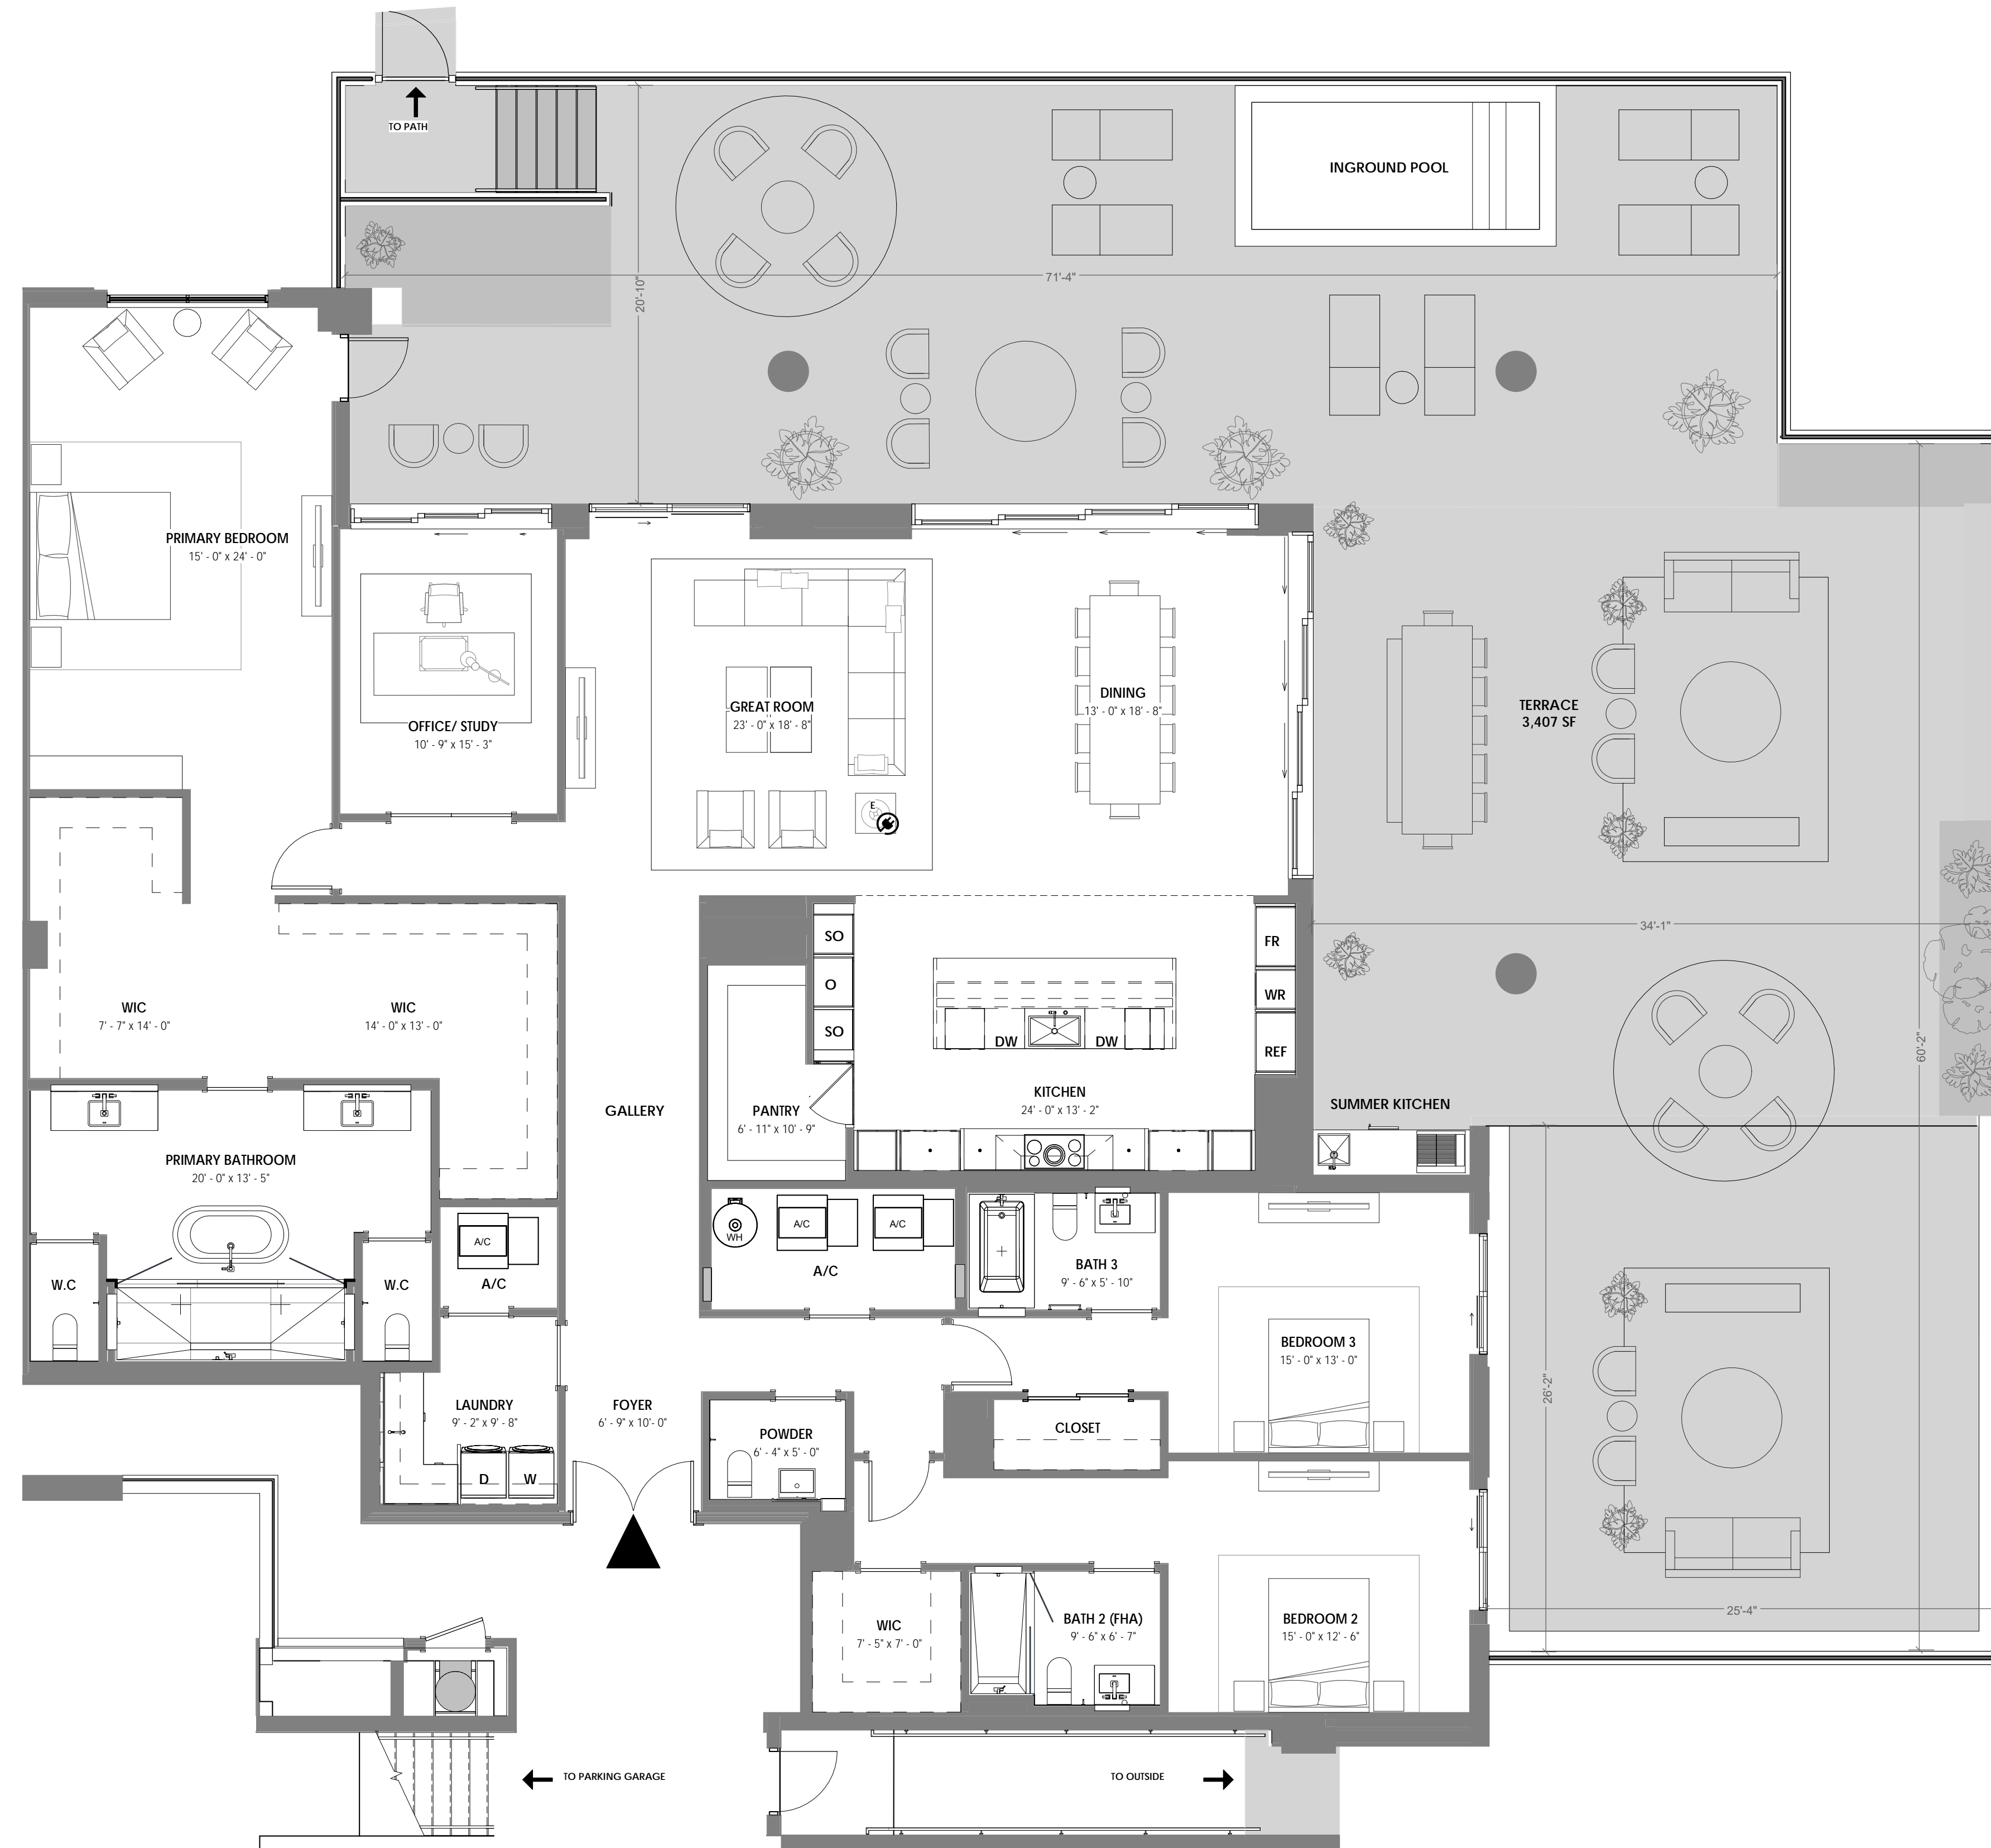 TO PATH
INGROUND POOL
71'-4"
20'-10"
PRIMARY BEDROOM
15' - 0" x 24' - 0"
OFFICE/ STUDY
10' - 9" x 15' - 3"
GREAT ROOM
23' - 0" x 18' - 8"
E
DINING
13' - 0" x 18' - 8"
TERRACE
3,407 SF
34'-1"
60'-2"
WIC
7' - 7" x 14' - 0"
WIC
14' - 0" x 13' - 0"
SO
O
SO
FR
WR
REF
DW
DW
KITCHEN
24' - 0" x 13' - 2"
GALLERY
PANTRY
6' - 11" x 10' - 9"
SUMMER KITCHEN
PRIMARY BATHROOM
20' - 0" x 13' - 5"
W.C
W.C
A/C
A/C
WH
A/C
A/C
A/C
BATH 3
9' - 6" x 5' - 10"
BEDROOM 3
15' - 0" x 13' - 0"
26'-2"
LAUNDRY
9' - 2" x 9' - 8"
D
W
FOYER
6' - 9" x 10'- 0"
POWDER
6' - 4" x 5' - 0"
CLOSET
WIC
7' - 5" x 7' - 0"
BATH 2 (FHA)
9' - 6" x 6' - 7"
BEDROOM 2
15' - 0" x 12' - 6"
25'-4"
TO PARKING GARAGE
TO OUTSIDE